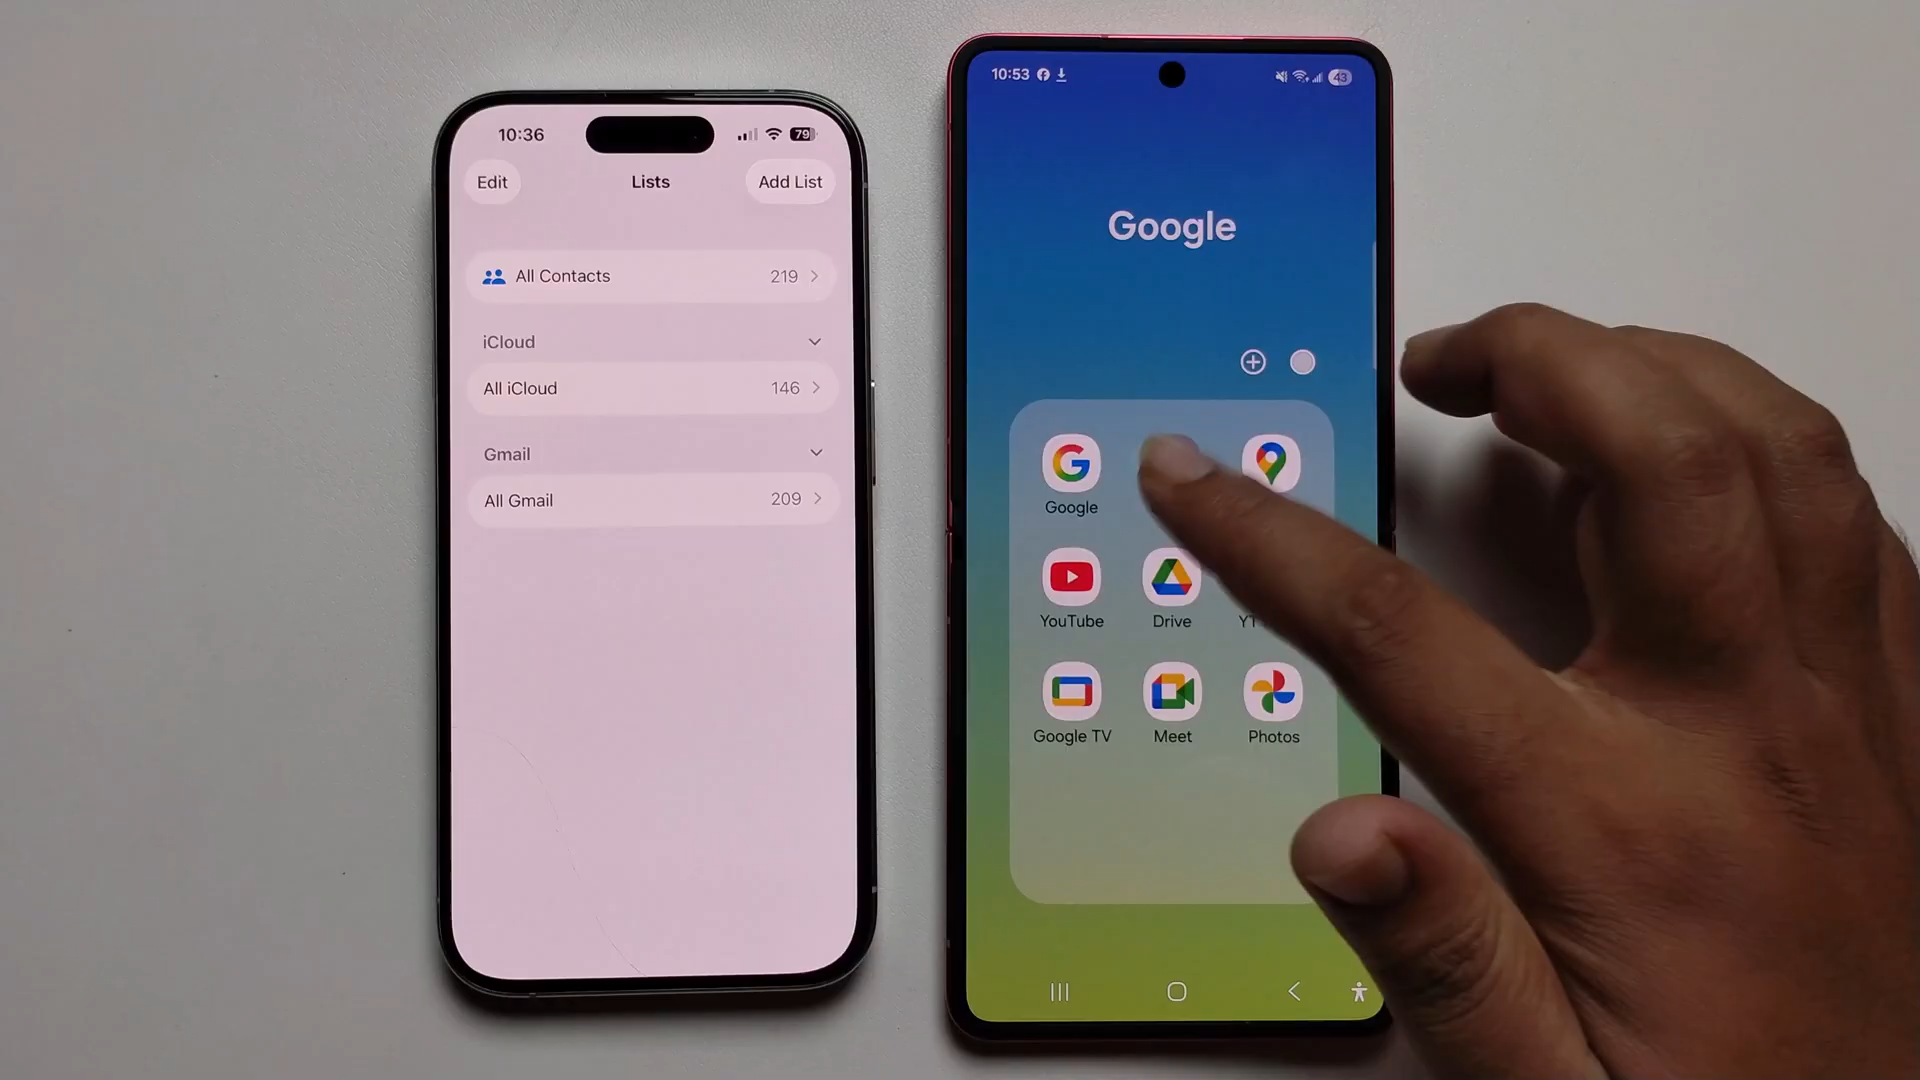 10:36
79
Edit
Lists
Add List
All Contacts
219
iCloud
All iCloud
146
Gmail
All Gmail
209
10:53
43
Google
Google
YouTube
Drive
YT
Google TV
Meet
Photos